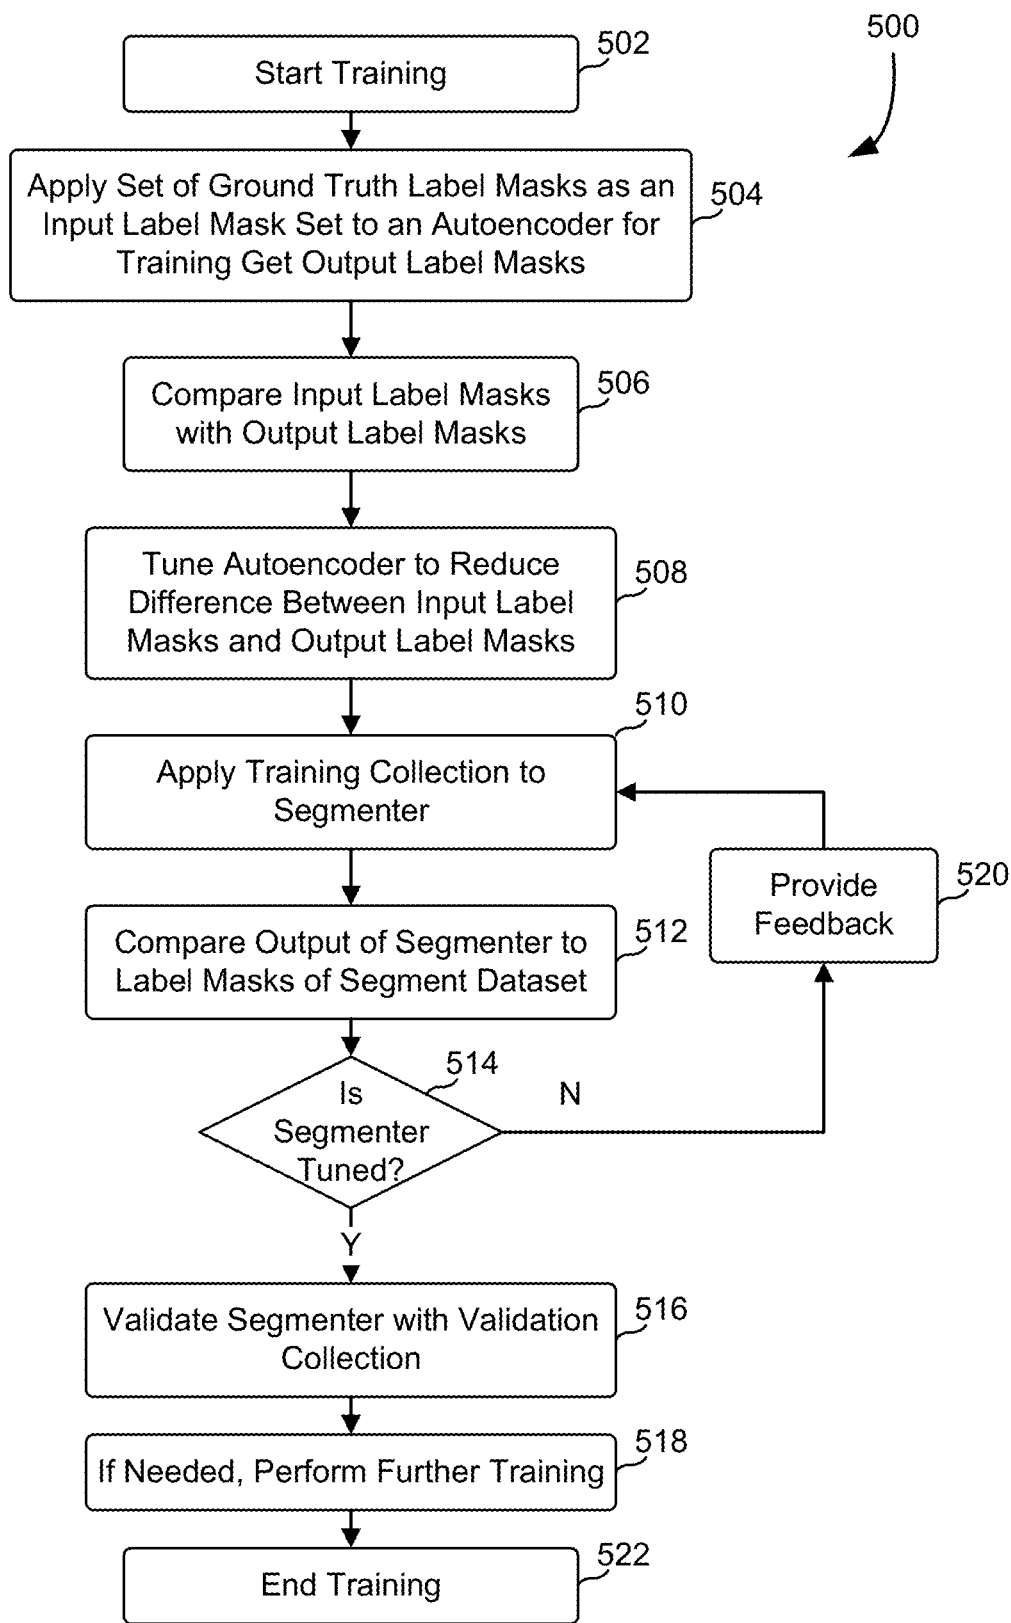 500
502
Start Training
504
Apply Set of Ground Truth Label Masks as an
Input Label Mask Set to an Autoencoder for
Training Get Output Label Masks
506
Compare Input Label Masks
with Output Label Masks
508
Tune Autoencoder to Reduce
Difference Between Input Label
Masks and Output Label Masks
510
Apply Training Collection to
Segmenter
520
Provide
Feedback
512
Compare Output of Segmenter to
Label Masks of Segment Dataset
514
Is
Segmenter
Tuned?
N
Y
516
Validate Segmenter with Validation
Collection
518
If Needed, Perform Further Training
522
End Training